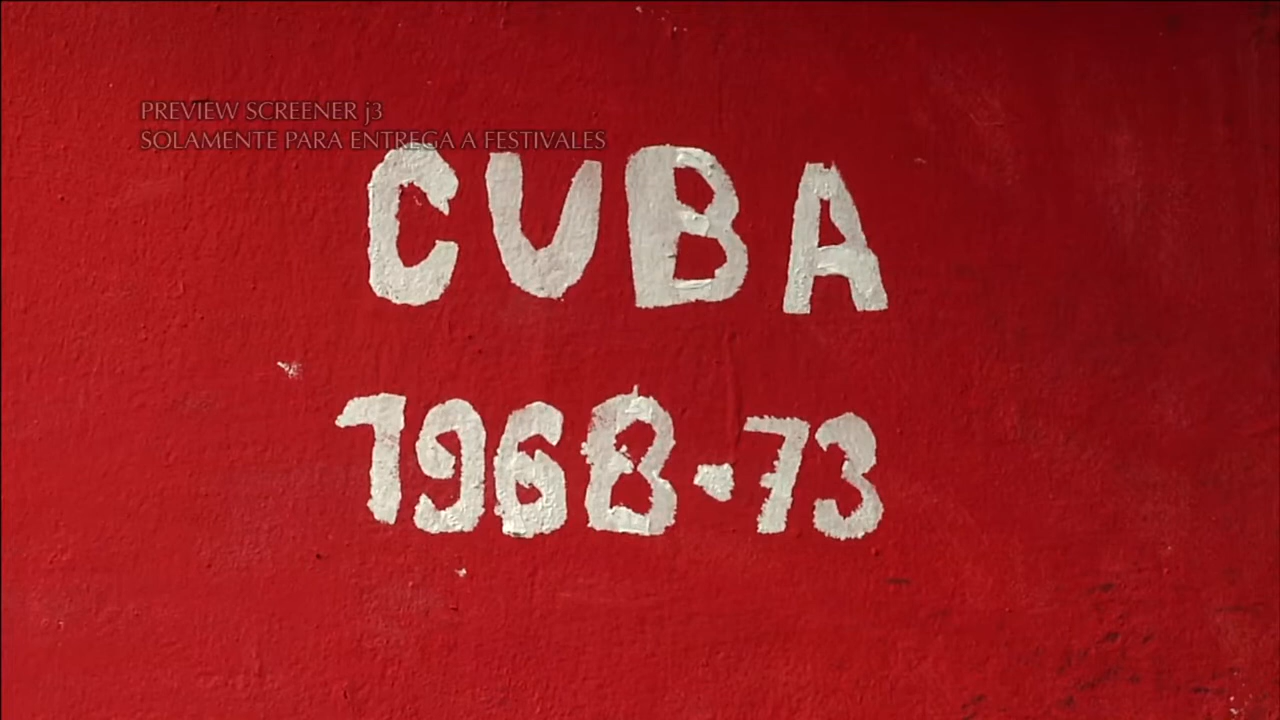 PREVIEW SCREENER j3
SOLAMENTE PARA ENTREGA A FESTIVALES
CUBA
1968-73